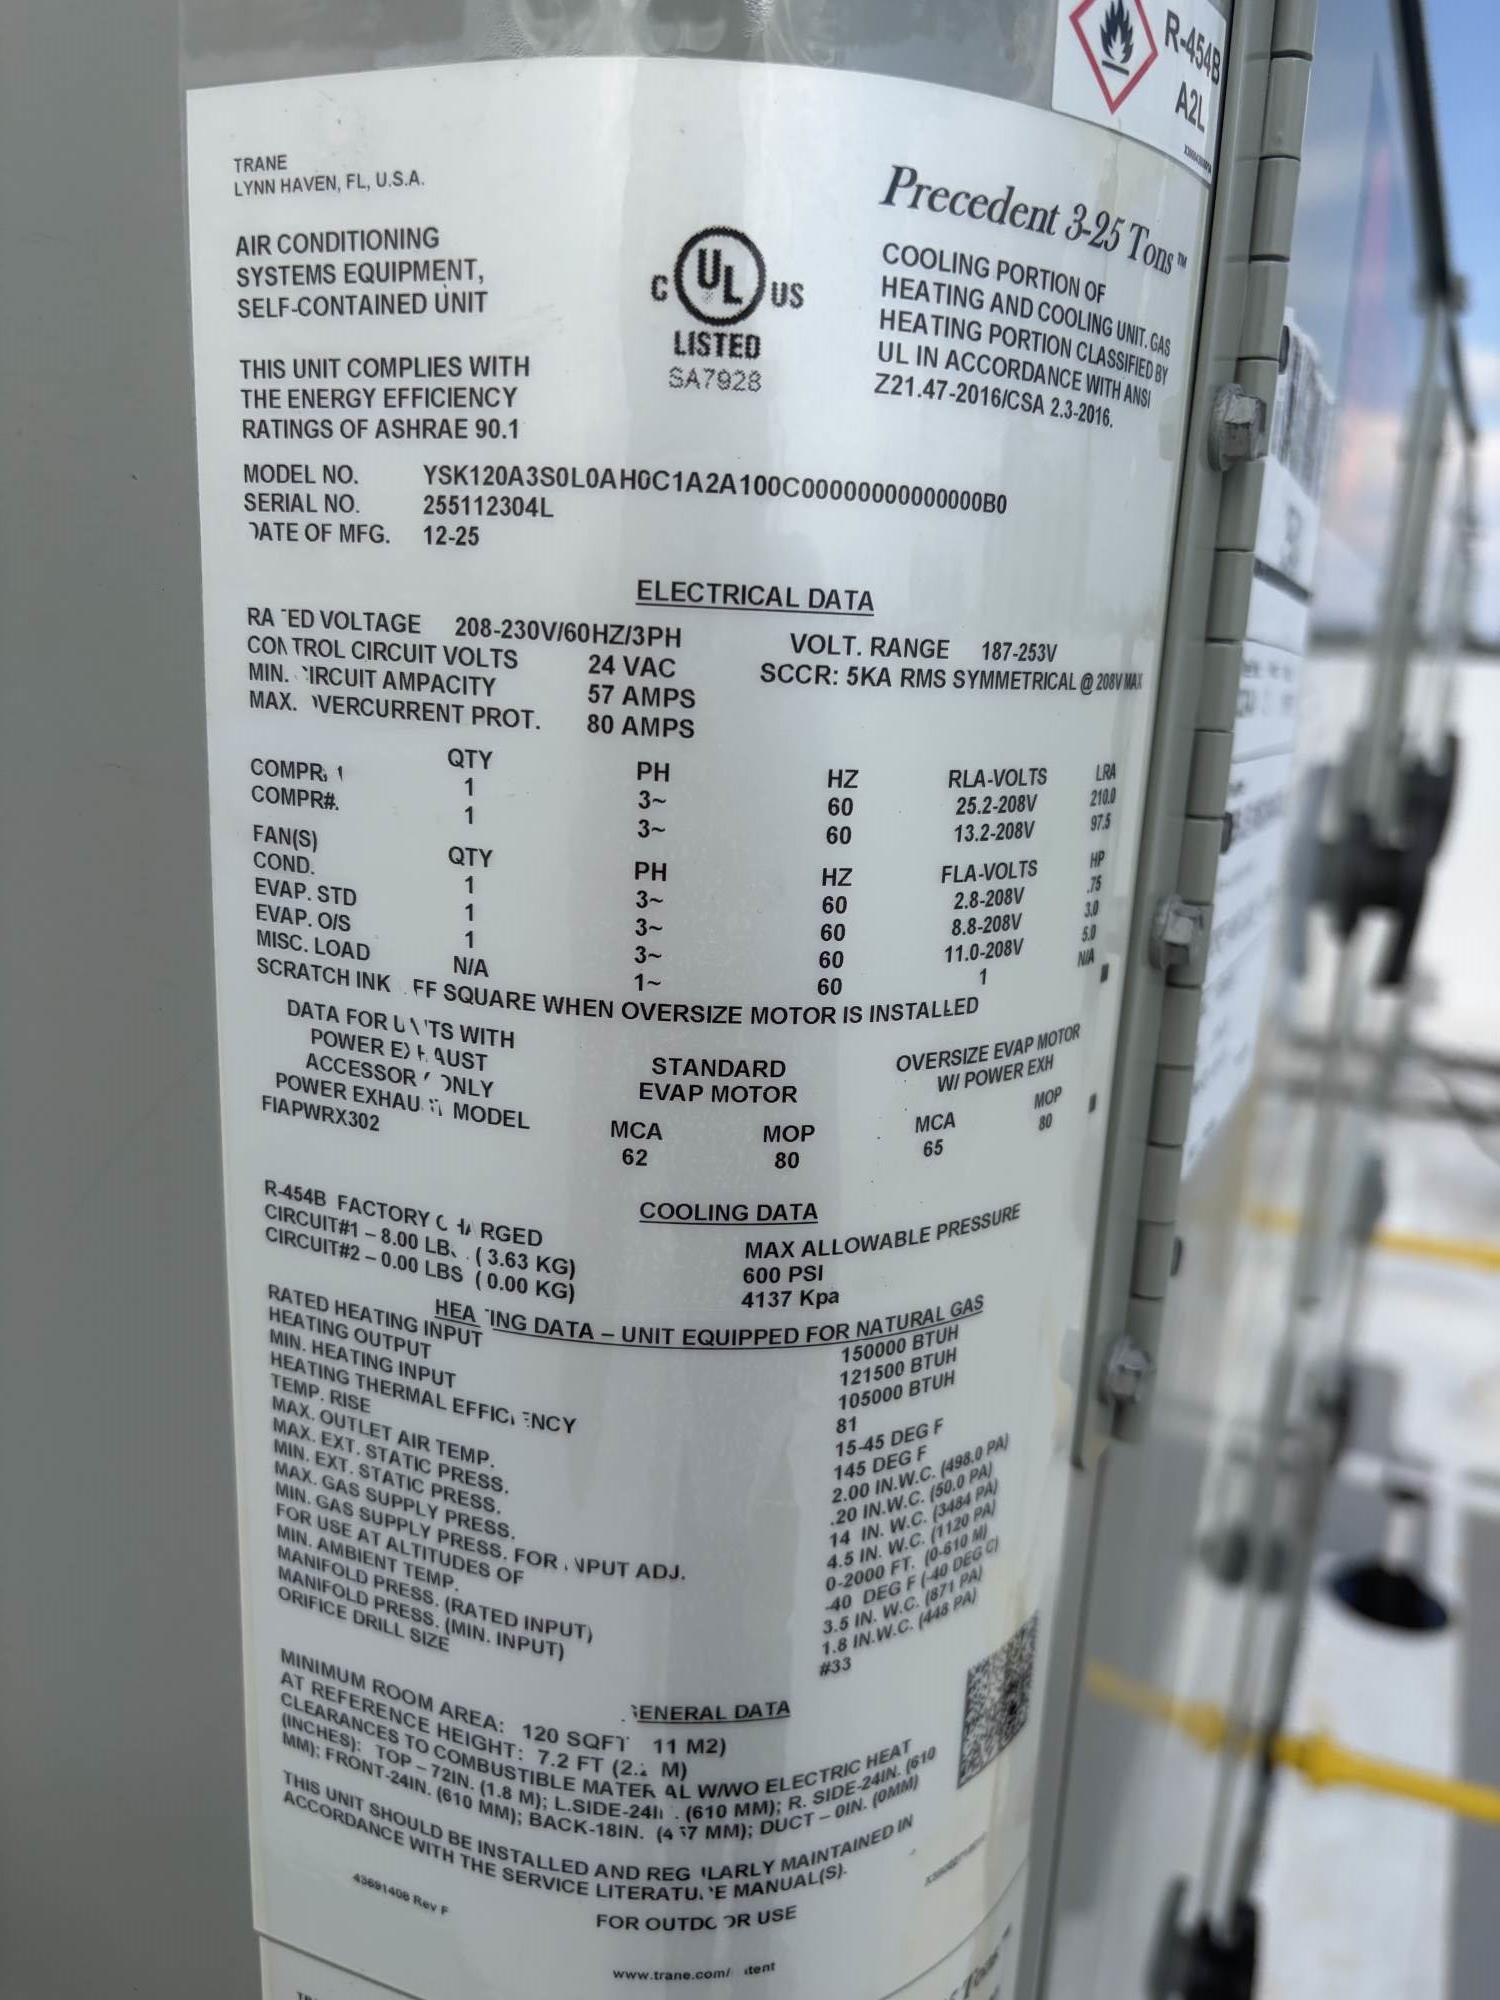 R-454B
A2L
TRANE
LYNN HAVEN, FL, U.S.A.
AIR CONDITIONING
SYSTEMS EQUIPMENT,
SELF-CONTAINED UNIT
THIS UNIT COMPLIES WITH
THE ENERGY EFFICIENCY
RATINGS OF ASHRAE 90.1
C UL US
LISTED
SA7928
Precedent 3-25 Tons™
COOLING PORTION OF
HEATING AND COOLING UNIT. GAS
HEATING PORTION CLASSIFIED BY
UL IN ACCORDANCE WITH ANSI
Z21.47-2016/CSA 2.3-2016.
MODEL NO. YSK120A3S0L0AH0C1A2A100C00000000000000B0
SERIAL NO. 255112304L
DATE OF MFG. 12-25
ELECTRICAL DATA
RATED VOLTAGE 208-230V/60HZ/3PH VOLT. RANGE 187-253V
CONTROL CIRCUIT VOLTS 24 VAC SCCR: 5KA RMS SYMMETRICAL @ 208V MAX
MIN. CIRCUIT AMPACITY 57 AMPS
MAX. OVERCURRENT PROT. 80 AMPS
QTY PH HZ RLA-VOLTS LRA
COMPR 1 1 3~ 60 25.2-208V 210.0
COMPR#. 1 3~ 60 13.2-208V 97.5
FAN(S) QTY PH HZ FLA-VOLTS HP
COND. 1 3~ 60 2.8-208V .75
EVAP. STD 1 3~ 60 8.8-208V 3.0
EVAP. O/S 1 3~ 60 11.0-208V 5.0
MISC. LOAD N/A 1~ 60 1 N/A
SCRATCH INK OFF SQUARE WHEN OVERSIZE MOTOR IS INSTALLED
DATA FOR UNITS WITH
POWER EXHAUST
ACCESSORY ONLY
STANDARD
EVAP MOTOR
OVERSIZE EVAP MOTOR
W/ POWER EXH
POWER EXHAUST MODEL MCA MOP MCA MOP
FIAPWRX302 62 80 65 80
COOLING DATA
R-454B FACTORY CHARGED MAX ALLOWABLE PRESSURE
CIRCUIT#1 – 8.00 LBS (3.63 KG) 600 PSI
CIRCUIT#2 – 0.00 LBS (0.00 KG) 4137 Kpa
HEATING DATA – UNIT EQUIPPED FOR NATURAL GAS
RATED HEATING INPUT 150000 BTUH
HEATING OUTPUT 121500 BTUH
MIN. HEATING INPUT 105000 BTUH
HEATING THERMAL EFFICIENCY 81
TEMP. RISE 15-45 DEG F
MAX. OUTLET AIR TEMP. 145 DEG F
MAX. EXT. STATIC PRESS. 2.00 IN.W.C. (498.0 PA)
MIN. EXT. STATIC PRESS. .20 IN.W.C. (50.0 PA)
MAX. GAS SUPPLY PRESS. 14 IN. W.C. (3484 PA)
MIN. GAS SUPPLY PRESS. FOR INPUT ADJ. 4.5 IN. W.C. (1120 PA)
FOR USE AT ALTITUDES OF 0-2000 FT. (0-610 M)
MIN. AMBIENT TEMP. -40 DEG F (-40 DEG C)
MANIFOLD PRESS. (RATED INPUT) 3.5 IN. W.C. (871 PA)
MANIFOLD PRESS. (MIN. INPUT) 1.8 IN.W.C. (448 PA)
ORIFICE DRILL SIZE #33
GENERAL DATA
MINIMUM ROOM AREA: 120 SQFT 11 M2)
AT REFERENCE HEIGHT: 7.2 FT (2.2 M)
CLEARANCES TO COMBUSTIBLE MATERIAL W/WO ELECTRIC HEAT
(INCHES): TOP – 72IN. (1.8 M); L.SIDE-24IN. (610 MM); R. SIDE-24IN. (610
MM); FRONT-24IN. (610 MM); BACK-18IN. (457 MM); DUCT – 0IN. (0MM)
THIS UNIT SHOULD BE INSTALLED AND REGULARLY MAINTAINED IN
ACCORDANCE WITH THE SERVICE LITERATURE MANUAL(S).
43691408 Rev F
FOR OUTDOOR USE
www.trane.com/patent